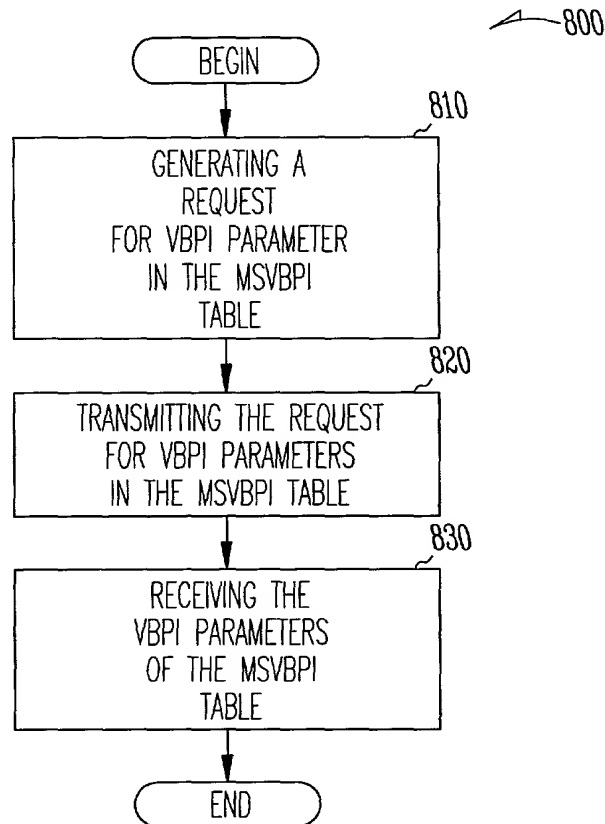 800
BEGIN
810
GENERATING A
REQUEST
FOR VBPI PARAMETER
IN THE MSVBPI
TABLE
820
TRANSMITTING THE REQUEST
FOR VBPI PARAMETERS
IN THE MSVBPI TABLE
830
RECEIVING THE
VBPI PARAMETERS
OF THE MSVBPI
TABLE
END